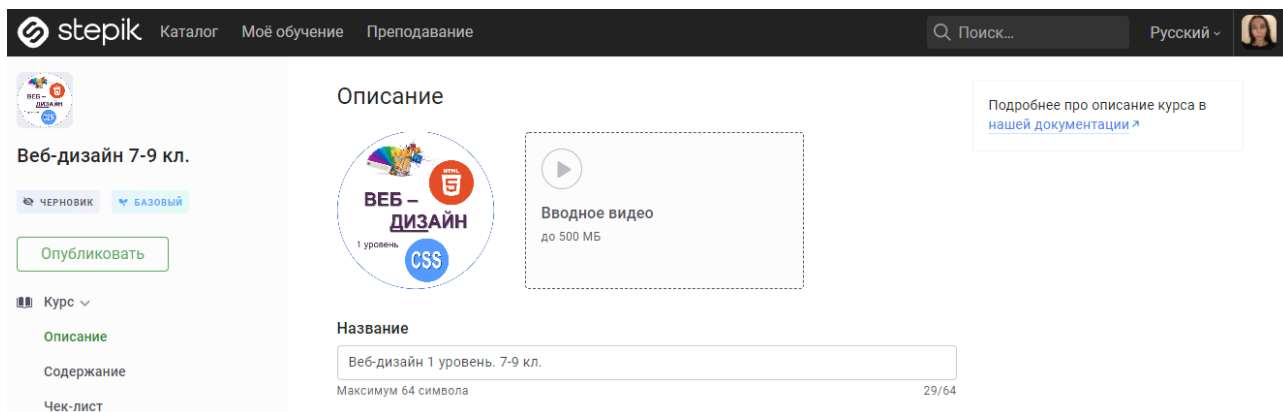 stepik Каталог Моё обучение Преподавание Поиск... Русский
ВЕБ –
ДИЗАЙН
CSS
Веб-дизайн 7-9 кл.
ЧЕРНОВИК БАЗОВЫЙ
Опубликовать
Курс
Описание
Содержание
Чек-лист
Описание
HTML
5
ВЕБ –
ДИЗАЙН
1 уровень
CSS
Вводное видео
до 500 МБ
Название
Веб-дизайн 1 уровень. 7-9 кл.
Максимум 64 символа 29/64
Подробнее про описание курса в
нашей документации